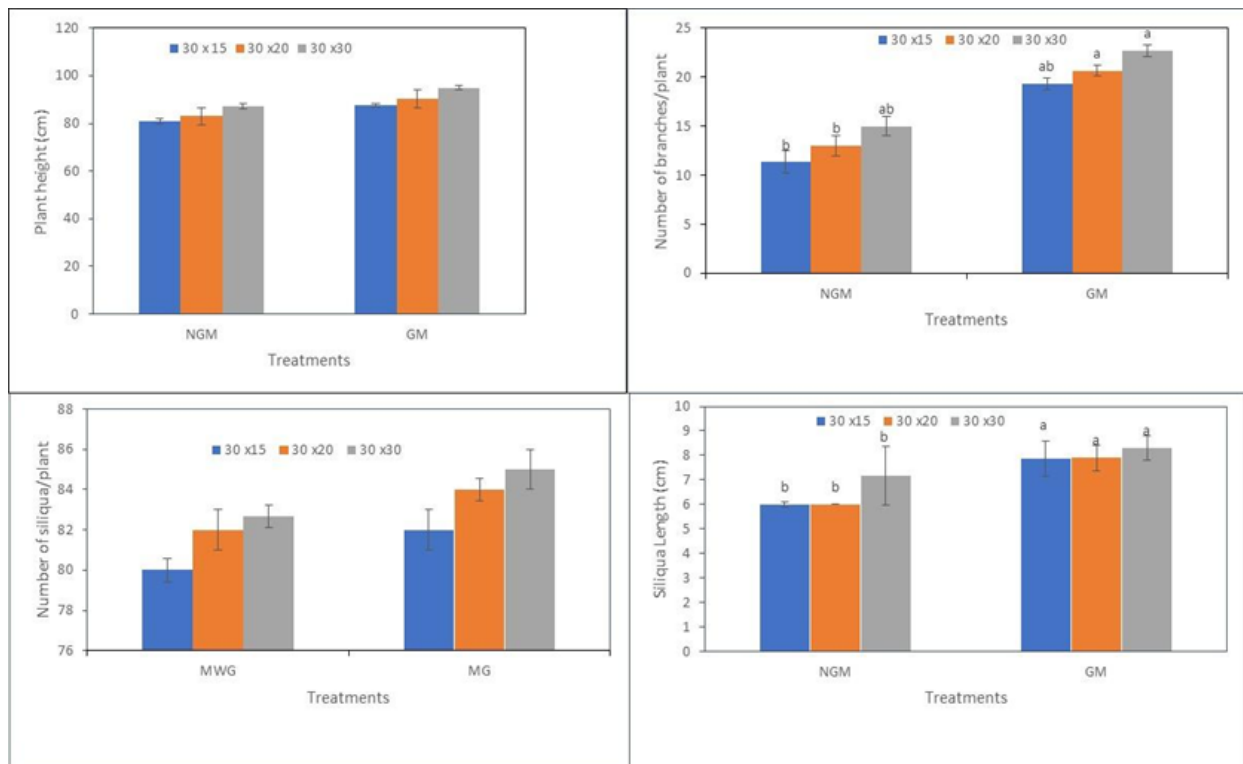 120
100
80
60
40
20
0
Plant height (cm)
30 x15 30 x20 30 x30
NGM GM
Treatments
25
20
15
10
5
0
Number of branches/plant
30 x15 30 x20 30 x30
b b ab ab a a
NGM GM
Treatments
88
86
84
82
80
78
76
Number of siliqua/plant
30 x15 30 x20 30 x30
MWG MG
Treatments
10
9
8
7
6
5
4
3
2
1
0
Siliqua Length (cm)
30 x15 30 x20 30 x30
b b b a a a
NGM GM
Treatments